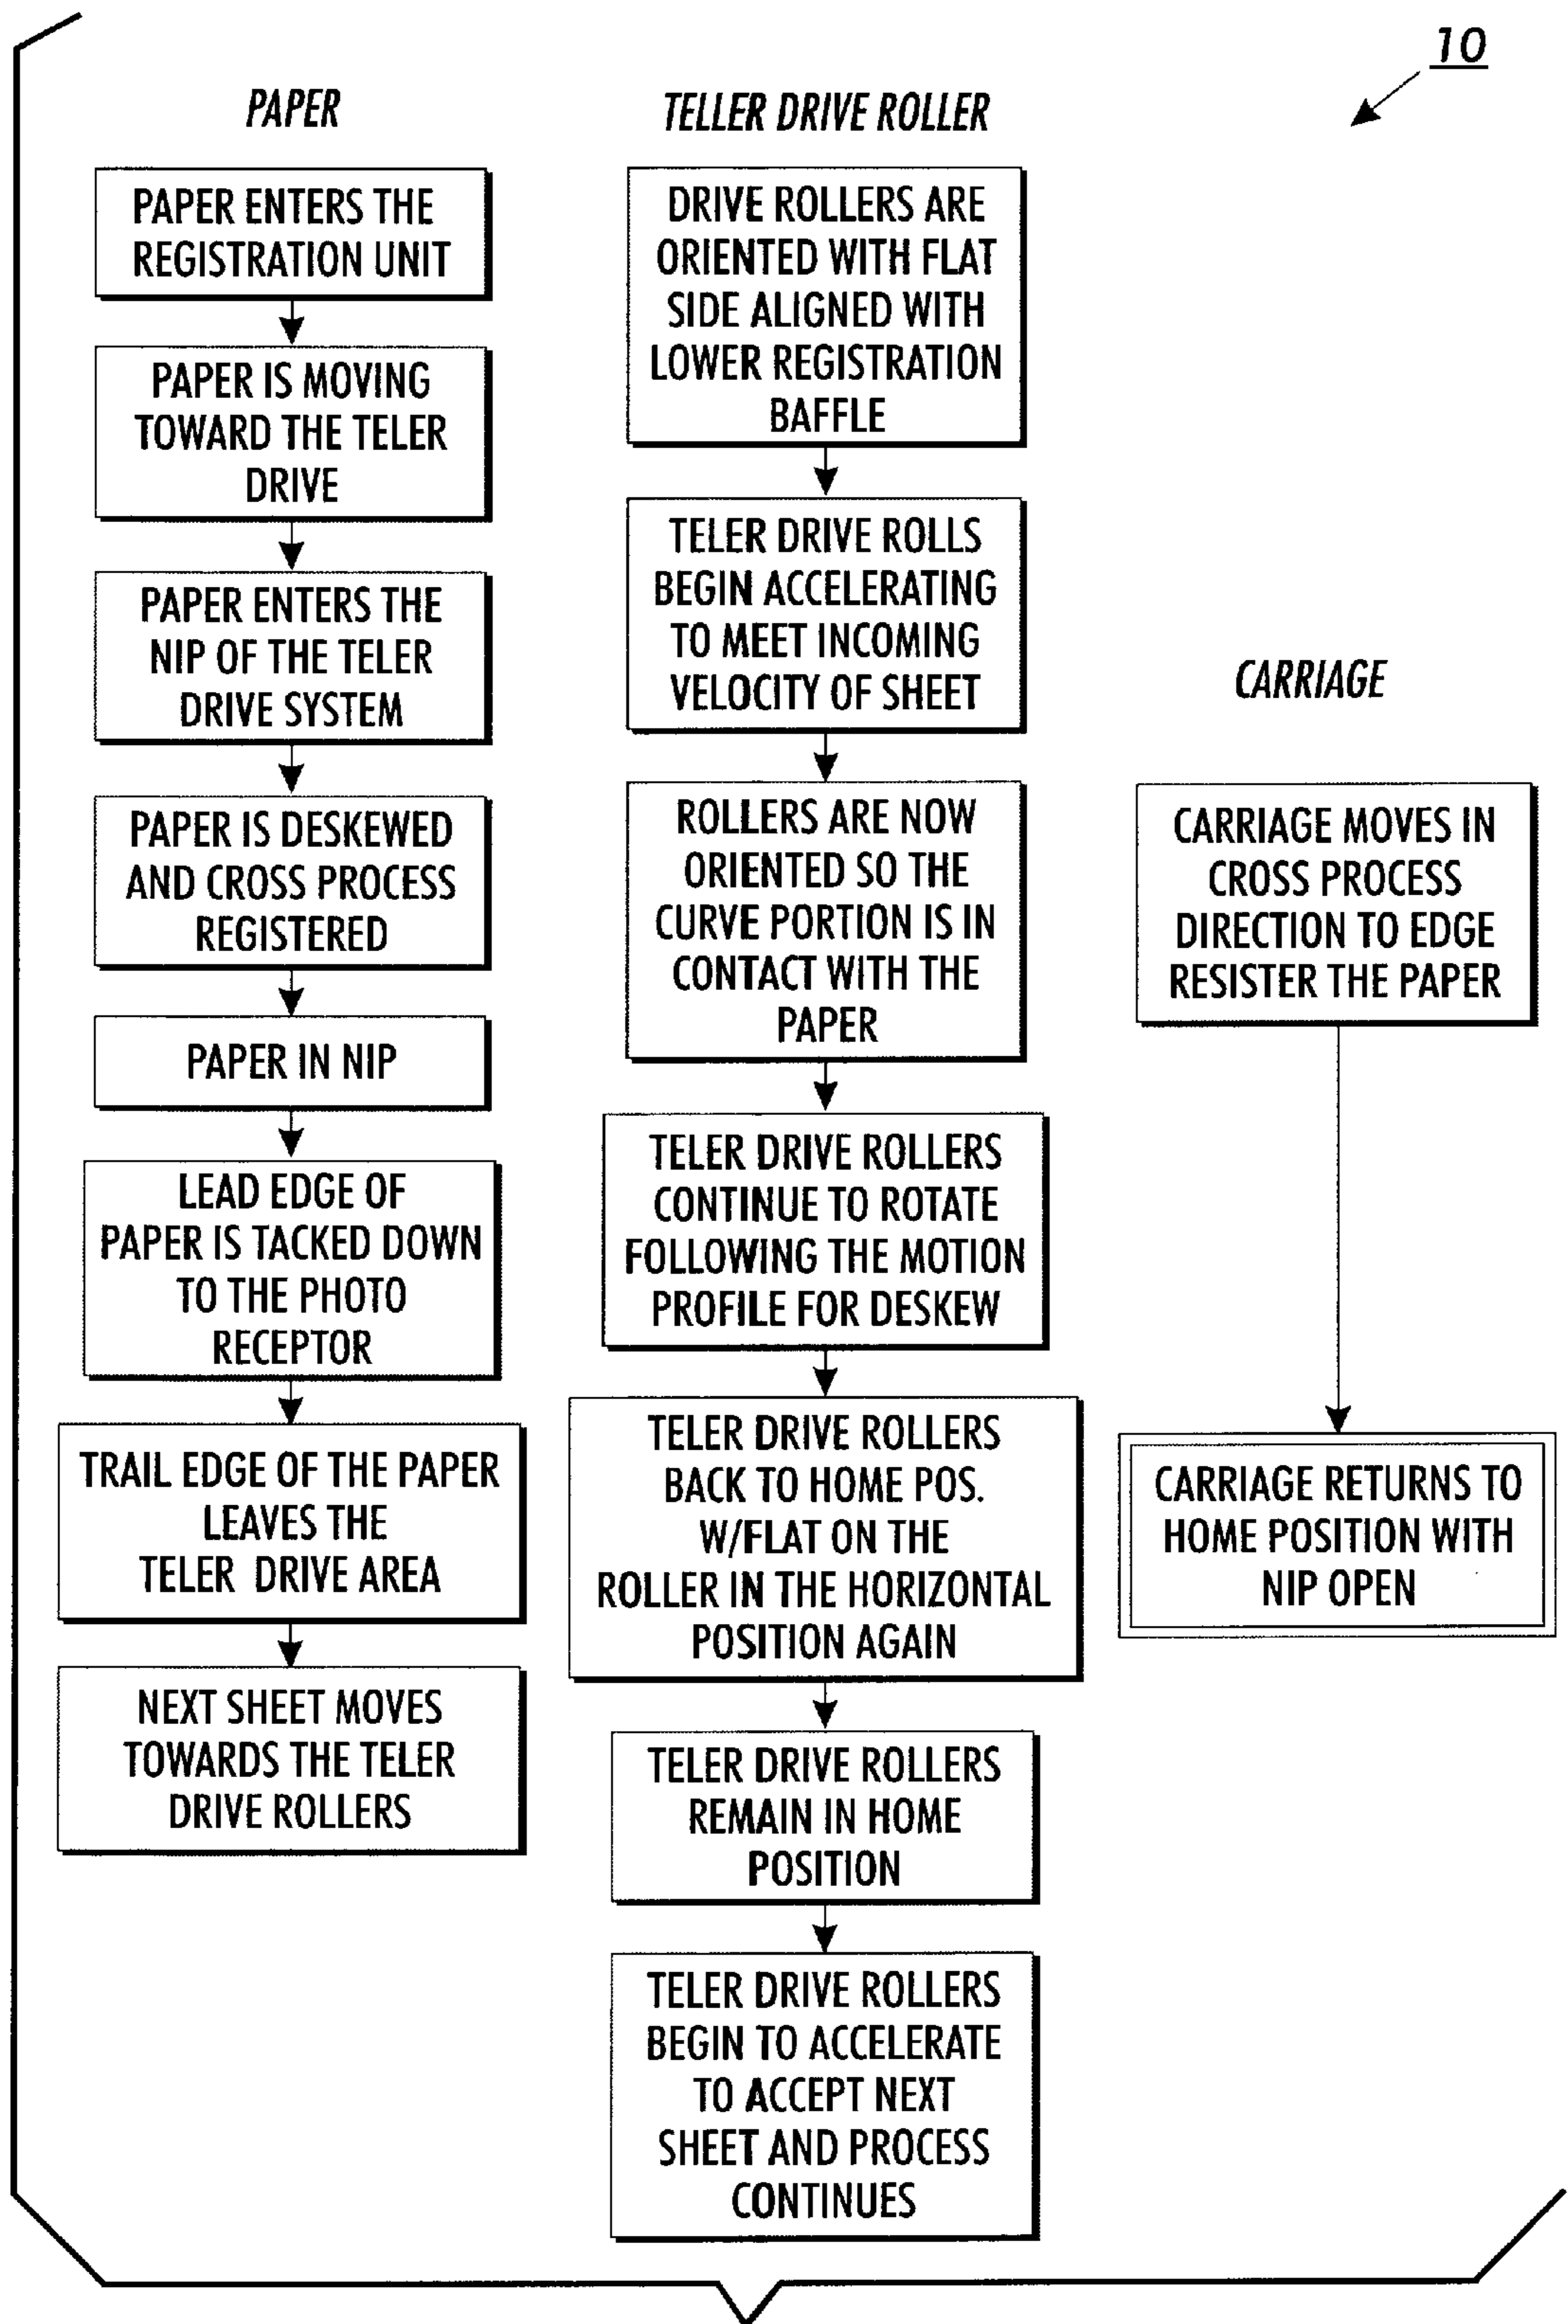 10
PAPER
PAPER ENTERS THE
REGISTRATION UNIT
PAPER IS MOVING
TOWARD THE TELER
DRIVE
PAPER ENTERS THE
NIP OF THE TELER
DRIVE SYSTEM
PAPER IS DESKEWED
AND CROSS PROCESS
REGISTERED
PAPER IN NIP
LEAD EDGE OF
PAPER IS TACKED DOWN
TO THE PHOTO
RECEPTOR
TRAIL EDGE OF THE PAPER
LEAVES THE
TELER DRIVE AREA
NEXT SHEET MOVES
TOWARDS THE TELER
DRIVE ROLLERS
TELLER DRIVE ROLLER
DRIVE ROLLERS ARE
ORIENTED WITH FLAT
SIDE ALIGNED WITH
LOWER REGISTRATION
BAFFLE
TELER DRIVE ROLLS
BEGIN ACCELERATING
TO MEET INCOMING
VELOCITY OF SHEET
ROLLERS ARE NOW
ORIENTED SO THE
CURVE PORTION IS IN
CONTACT WITH THE
PAPER
TELER DRIVE ROLLERS
CONTINUE TO ROTATE
FOLLOWING THE MOTION
PROFILE FOR DESKEW
TELER DRIVE ROLLERS
BACK TO HOME POS.
W/FLAT ON THE
ROLLER IN THE HORIZONTAL
POSITION AGAIN
TELER DRIVE ROLLERS
REMAIN IN HOME
POSITION
TELER DRIVE ROLLERS
BEGIN TO ACCELERATE
TO ACCEPT NEXT
SHEET AND PROCESS
CONTINUES
CARRIAGE
CARRIAGE MOVES IN
CROSS PROCESS
DIRECTION TO EDGE
RESISTER THE PAPER
CARRIAGE RETURNS TO
HOME POSITION WITH
NIP OPEN